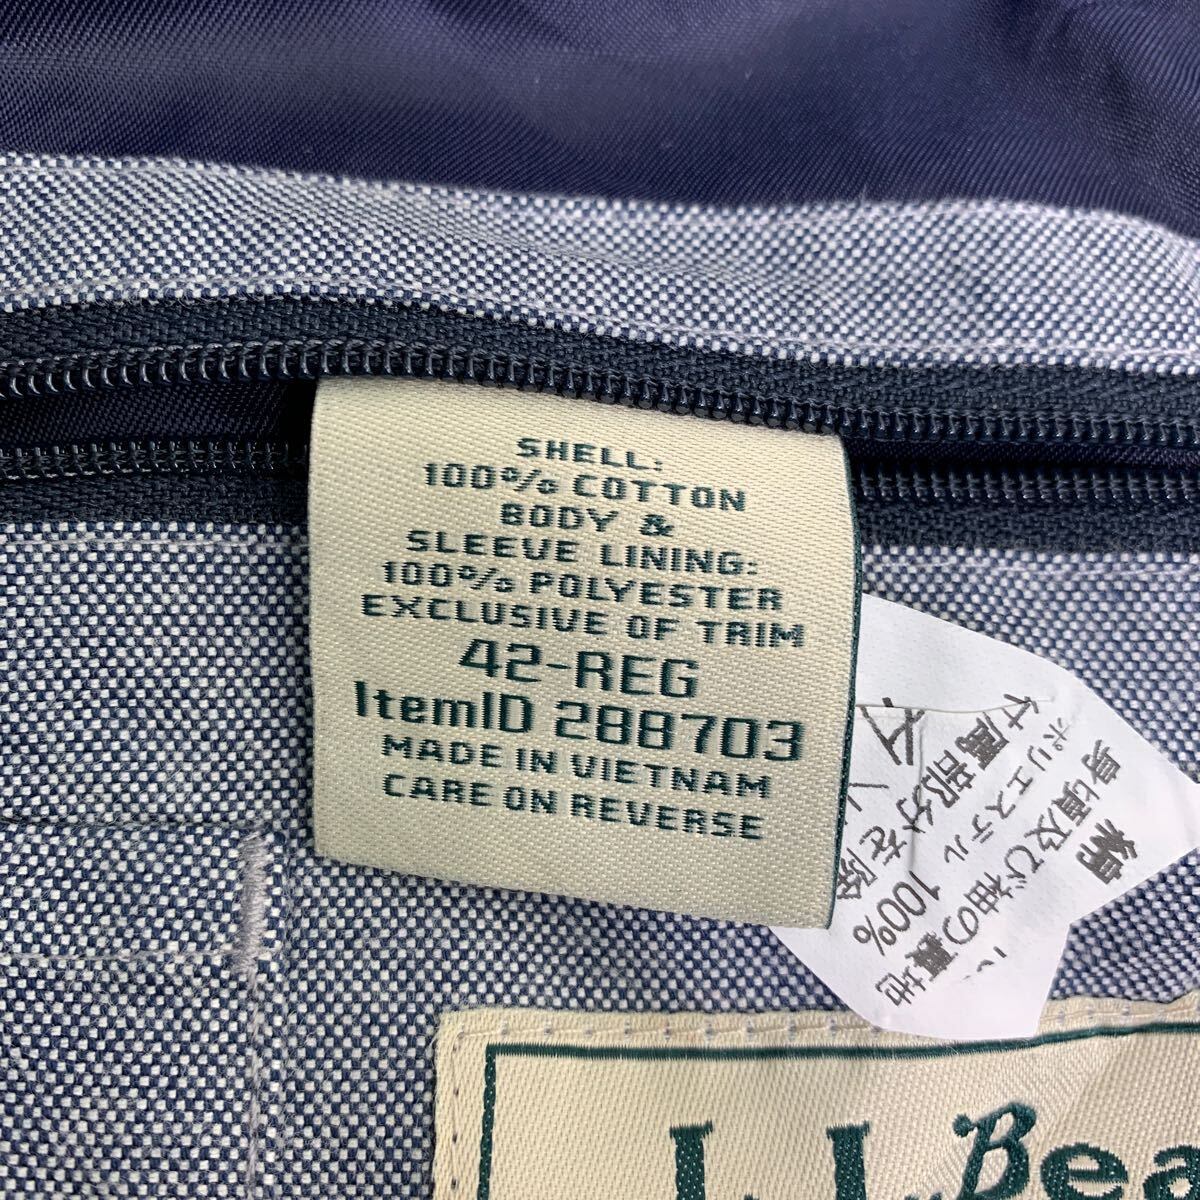 SHELL:
100% COTTON
BODY &
SLEEVE LINING:
100% POLYESTER
EXCLUSIVE OF TRIM
42-REG
ItemID 288703
MADE IN VIETNAM
CARE ON REVERSE
綿
身頃及び袖の裏地
ポリエステル 100%
付属部分を除
L.L.Bea